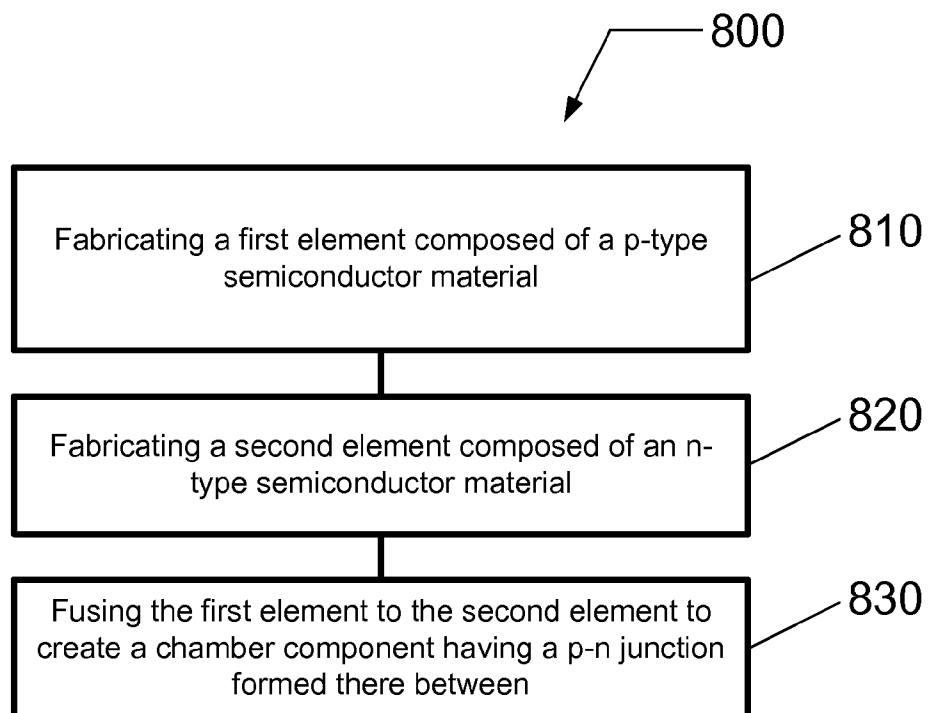 800
Fabricating a first element composed of a p-type
semiconductor material
810
Fabricating a second element composed of an n-
type semiconductor material
820
Fusing the first element to the second element to
create a chamber component having a p-n junction
formed there between
830